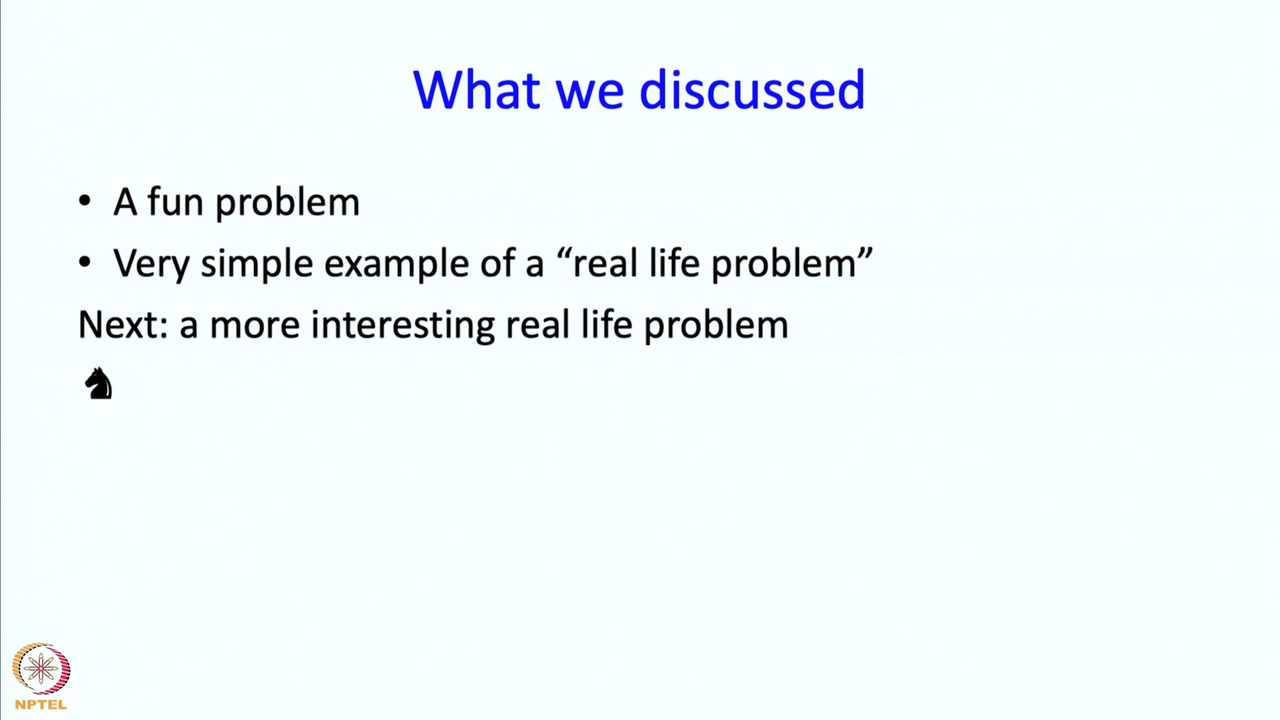 What we discussed
• A fun problem
• Very simple example of a “real life problem”
Next: a more interesting real life problem
♞
NPTEL